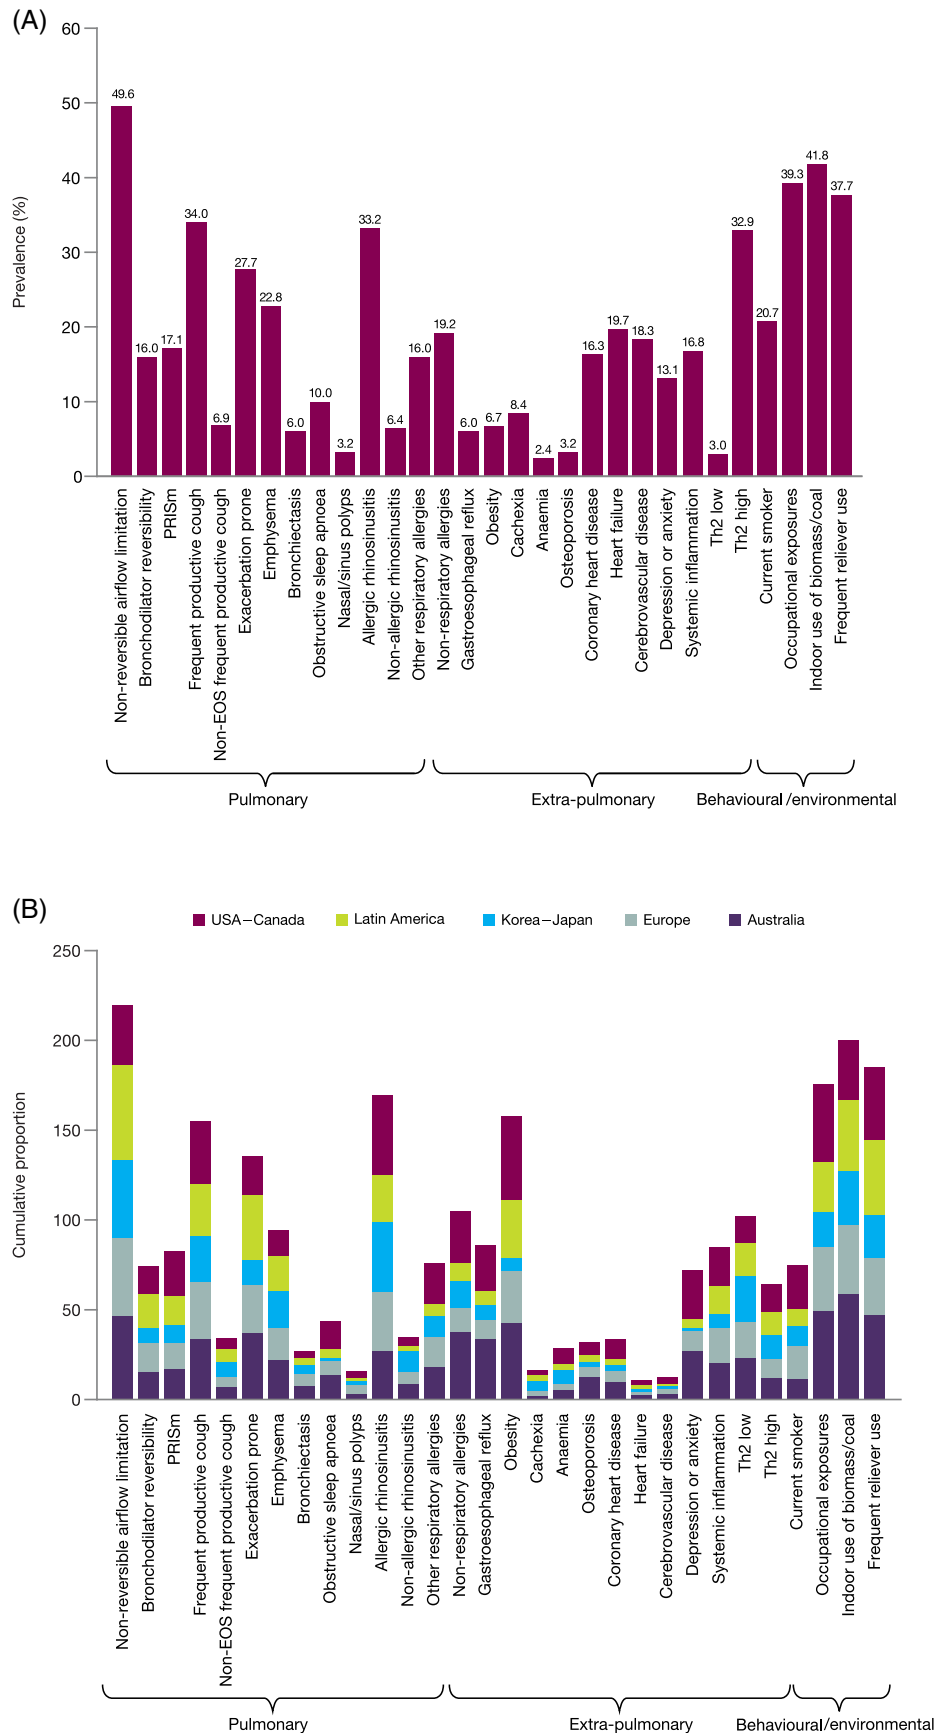 (A)
60
50
40
30
20
10
0
Prevalence (%)
49.6
16.0
17.1
34.0
6.9
27.7
22.8
6.0
10.0
3.2
33.2
6.4
16.0
19.2
6.0
6.7
8.4
2.4
3.2
16.3
19.7
18.3
13.1
16.8
3.0
32.9
20.7
39.3
41.8
37.7
Non-reversible airflow limitation
Bronchodilator reversibility
PRISm
Frequent productive cough
Non-EOS frequent productive cough
Exacerbation prone
Emphysema
Bronchiectasis
Obstructive sleep apnoea
Nasal/sinus polyps
Allergic rhinosinusitis
Non-allergic rhinosinusitis
Other respiratory allergies
Non-respiratory allergies
Gastroesophageal reflux
Obesity
Cachexia
Anaemia
Osteoporosis
Coronary heart disease
Heart failure
Cerebrovascular disease
Depression or anxiety
Systemic inflammation
Th2 low
Th2 high
Current smoker
Occupational exposures
Indoor use of biomass/coal
Frequent reliever use
Pulmonary
Extra-pulmonary
Behavioural/environmental
(B)
USA–Canada
Latin America
Korea–Japan
Europe
Australia
250
200
150
100
50
0
Cumulative proportion
Non-reversible airflow limitation
Bronchodilator reversibility
PRISm
Frequent productive cough
Non-EOS frequent productive cough
Exacerbation prone
Emphysema
Bronchiectasis
Obstructive sleep apnoea
Nasal/sinus polyps
Allergic rhinosinusitis
Non-allergic rhinosinusitis
Other respiratory allergies
Non-respiratory allergies
Gastroesophageal reflux
Obesity
Cachexia
Anaemia
Osteoporosis
Coronary heart disease
Heart failure
Cerebrovascular disease
Depression or anxiety
Systemic inflammation
Th2 low
Th2 high
Current smoker
Occupational exposures
Indoor use of biomass/coal
Frequent reliever use
Pulmonary
Extra-pulmonary
Behavioural/environmental